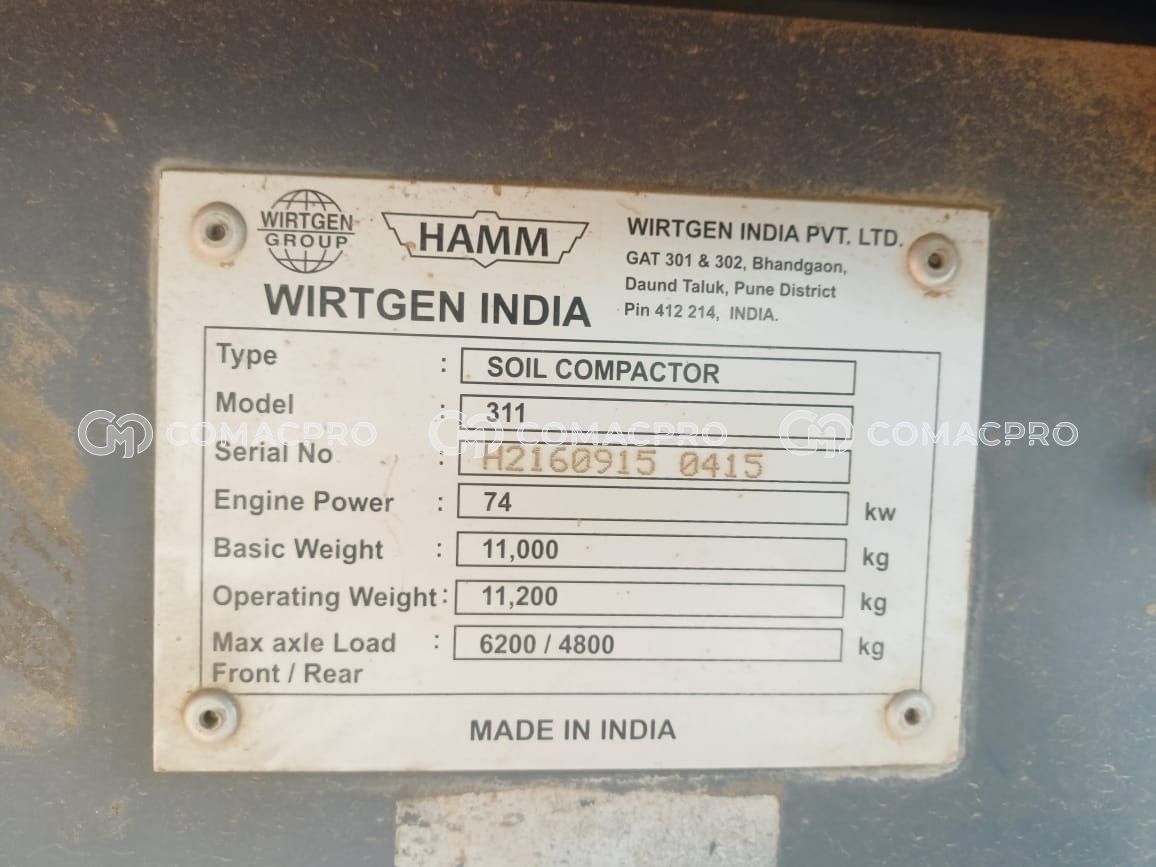 WIRTGEN
GROUP
HAMM
WIRTGEN INDIA
WIRTGEN INDIA PVT. LTD.
GAT 301 & 302, Bhandgaon,
Daund Taluk, Pune District
Pin 412 214, INDIA.
Type : SOIL COMPACTOR
Model : 311
COMACPRO COMACPRO COMACPRO
Serial No : H2160915 0415
Engine Power : 74 kw
Basic Weight : 11,000 kg
Operating Weight : 11,200 kg
Max axle Load : 6200 / 4800 kg
Front / Rear
MADE IN INDIA